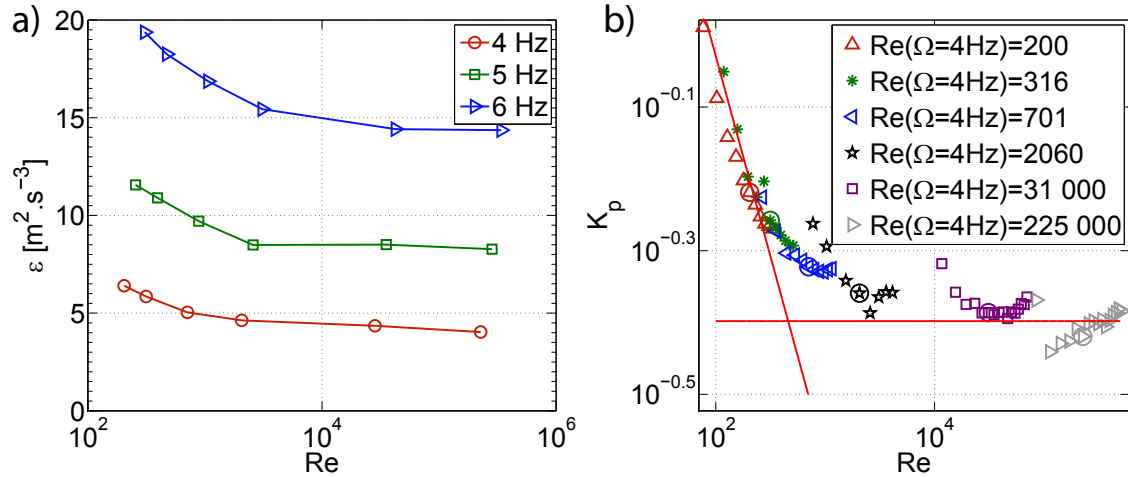 a)
20
15
10
5
0
ε [m².s⁻³]
10² 10⁴ 10⁶
Re
4 Hz
5 Hz
6 Hz
b)
10⁻⁰·¹
10⁻⁰·³
10⁻⁰·⁵
Kₚ
10² 10⁴
Re
Re(Ω=4Hz)=200
Re(Ω=4Hz)=316
Re(Ω=4Hz)=701
Re(Ω=4Hz)=2060
Re(Ω=4Hz)=31 000
Re(Ω=4Hz)=225 000